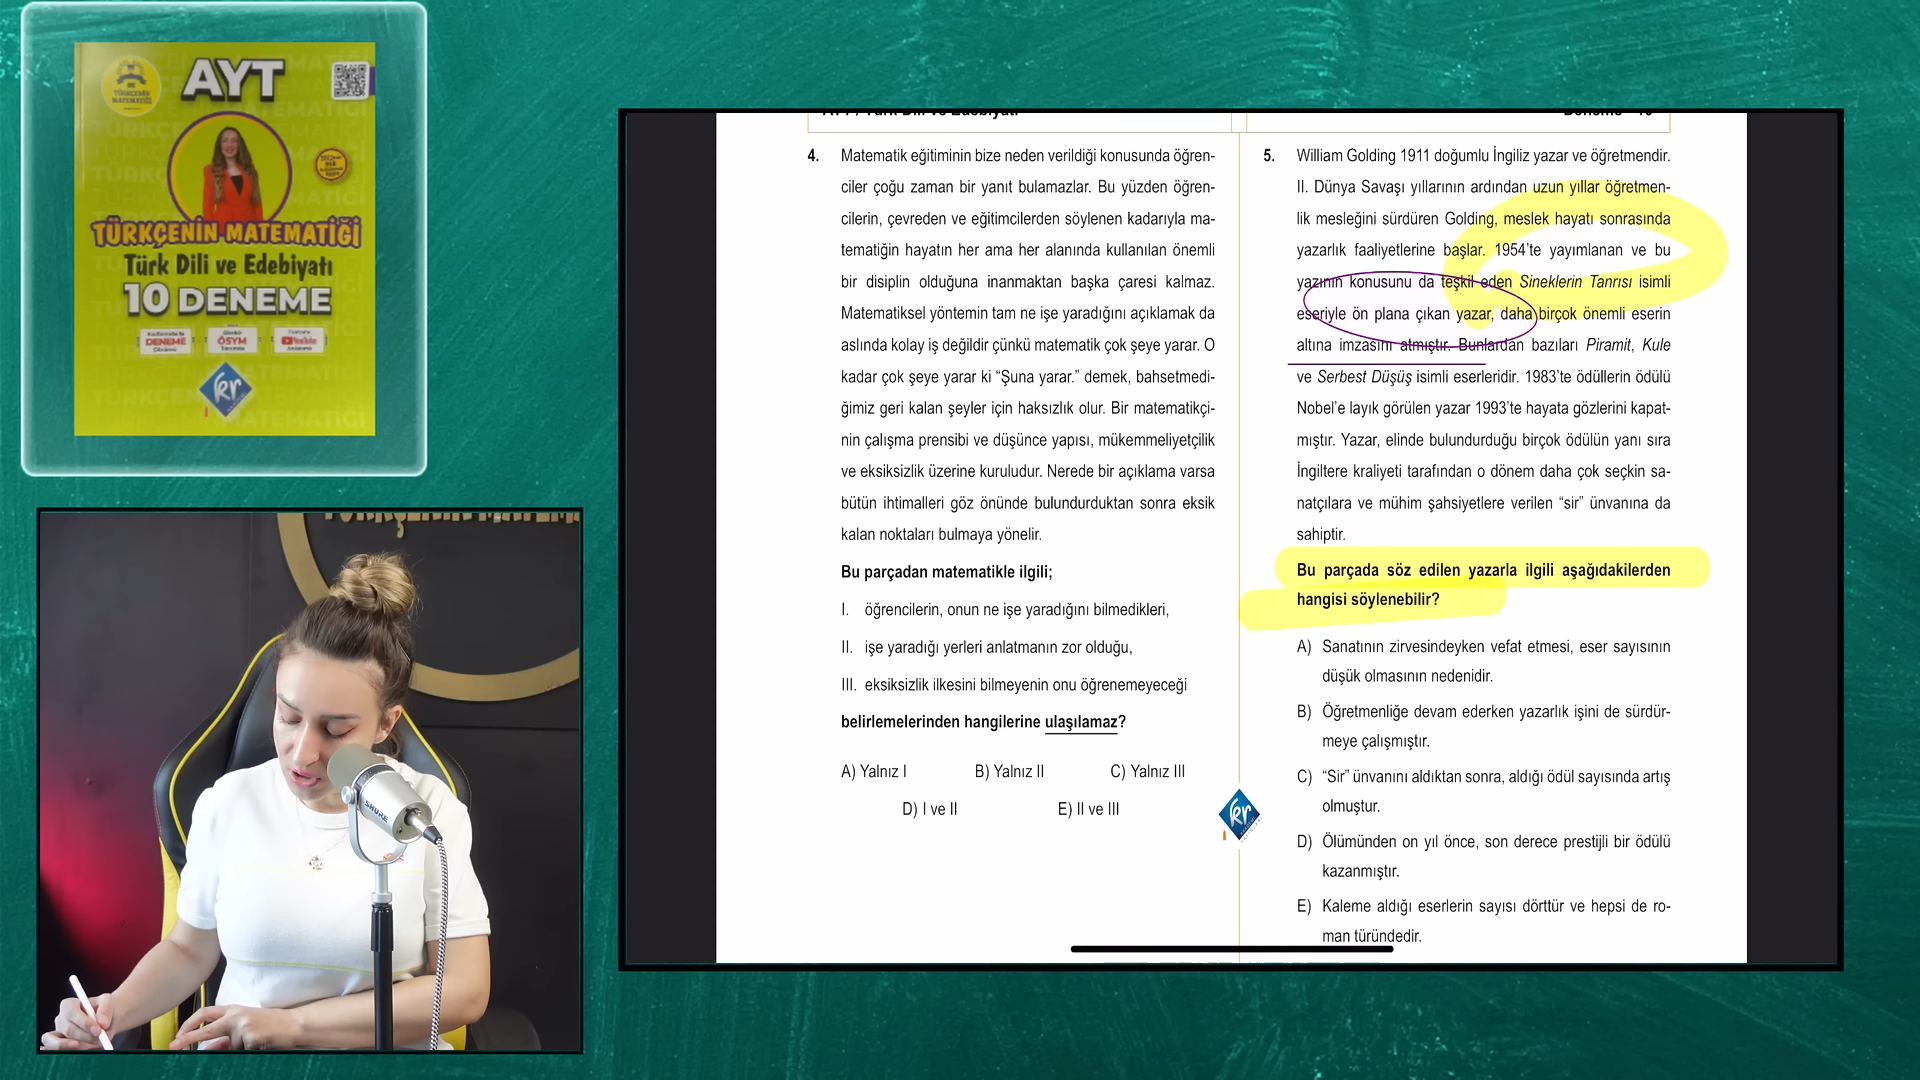 AYT
TÜRKÇENİN MATEMATİĞİ
TÜRKÇENİN MATEMATİĞİ
Türk Dili ve Edebiyatı
10 DENEME
DENEME
ÖSYM
YouTube
kr
SHURE
4. Matematik eğitiminin bize neden verildiği konusunda öğren-
ciler çoğu zaman bir yanıt bulamazlar. Bu yüzden öğren-
cilerin, çevreden ve eğitimcilerden söylenen kadarıyla ma-
tematiğin hayatın her ama her alanında kullanılan önemli
bir disiplin olduğuna inanmaktan başka çaresi kalmaz.
Matematiksel yöntemin tam ne işe yaradığını açıklamak da
aslında kolay iş değildir çünkü matematik çok şeye yarar. O
kadar çok şeye yarar ki “Şuna yarar.” demek, bahsetmedi-
ğimiz geri kalan şeyler için haksızlık olur. Bir matematikçi-
nin çalışma prensibi ve düşünce yapısı, mükemmeliyetçilik
ve eksiksizlik üzerine kuruludur. Nerede bir açıklama varsa
bütün ihtimalleri göz önünde bulundurduktan sonra eksik
kalan noktaları bulmaya yönelir.
Bu parçadan matematikle ilgili;
I. öğrencilerin, onun ne işe yaradığını bilmedikleri,
II. işe yaradığı yerleri anlatmanın zor olduğu,
III. eksiksizlik ilkesini bilmeyenin onu öğrenemeyeceği
belirlemelerinden hangilerine ulaşılamaz?
A) Yalnız I B) Yalnız II C) Yalnız III
D) I ve II E) II ve III
kr
5. William Golding 1911 doğumlu İngiliz yazar ve öğretmendir.
II. Dünya Savaşı yıllarının ardından uzun yıllar öğretmen-
lik mesleğini sürdüren Golding, meslek hayatı sonrasında
yazarlık faaliyetlerine başlar. 1954’te yayımlanan ve bu
yazının konusunu da teşkil eden Sineklerin Tanrısı isimli
eseriyle ön plana çıkan yazar, daha birçok önemli eserin
altına imzasını atmıştır. Bunlardan bazıları Piramit, Kule
ve Serbest Düşüş isimli eserleridir. 1983’te ödüllerin ödülü
Nobel’e layık görülen yazar 1993’te hayata gözlerini kapat-
mıştır. Yazar, elinde bulundurduğu birçok ödülün yanı sıra
İngiltere kraliyeti tarafından o dönem daha çok seçkin sa-
natçılara ve mühim şahsiyetlere verilen “sir” ünvanına da
sahiptir.
Bu parçada söz edilen yazarla ilgili aşağıdakilerden
hangisi söylenebilir?
A) Sanatının zirvesindeyken vefat etmesi, eser sayısının
düşük olmasının nedenidir.
B) Öğretmenliğe devam ederken yazarlık işini de sürdür-
meye çalışmıştır.
C) “Sir” ünvanını aldıktan sonra, aldığı ödül sayısında artış
olmuştur.
D) Ölümünden on yıl önce, son derece prestijli bir ödülü
kazanmıştır.
E) Kaleme aldığı eserlerin sayısı dörttür ve hepsi de ro-
man türündedir.